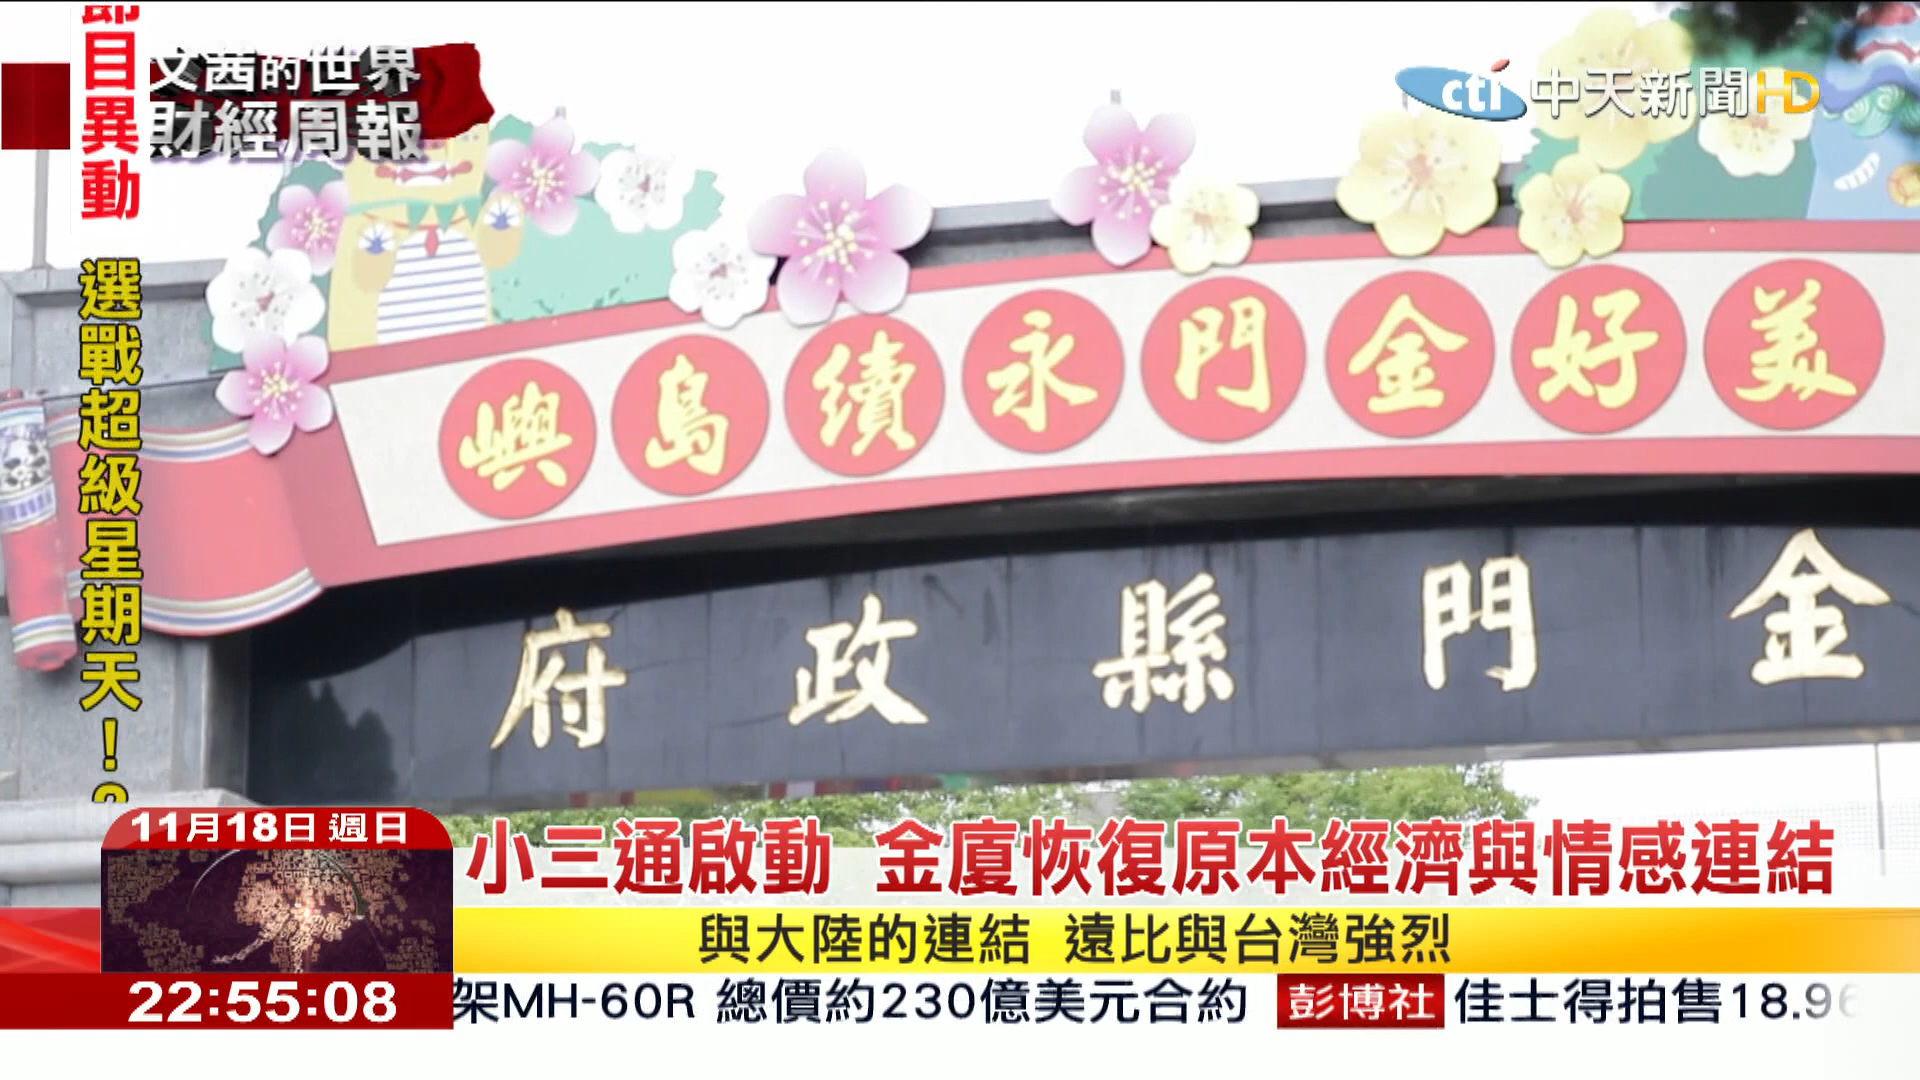 節目異動
選戰超級星期天！
文茜的世界
財經周報
cti 中天新聞HD
美好金門永續島嶼
金門縣政府
11月18日 週日
小三通啟動 金廈恢復原本經濟與情感連結
與大陸的連結 遠比與台灣強烈
22:55:08
架MH-60R 總價約230億美元合約 彭博社 佳士得拍售18.96